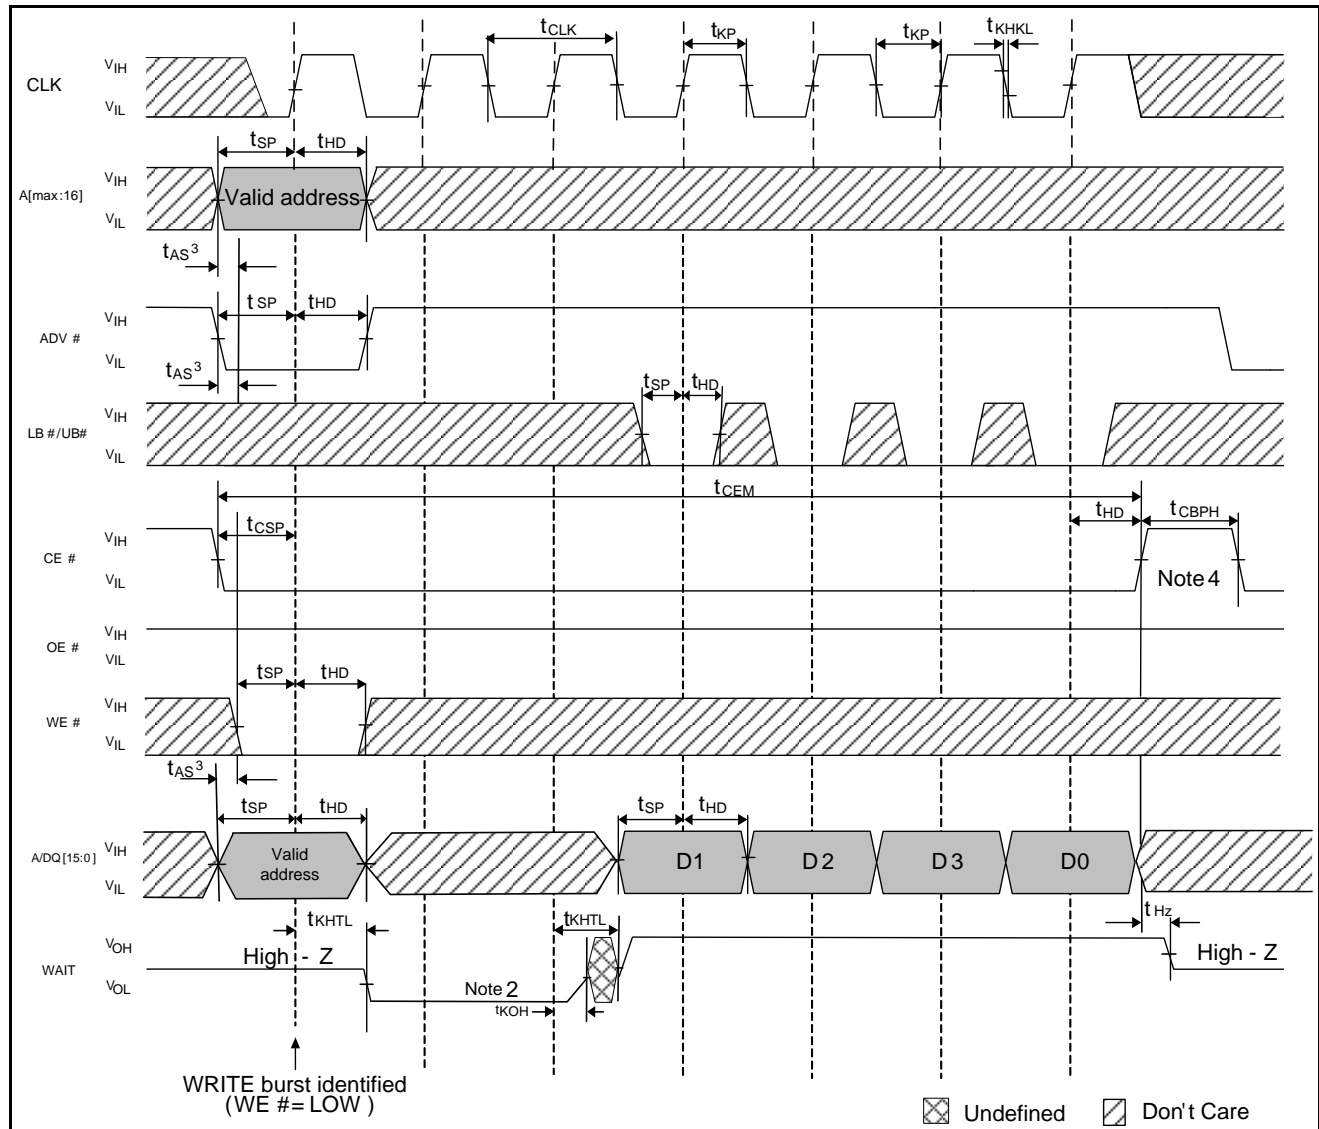 tCLK tKP tKP tKHKL
CLK VIH
VIL
tSP tHD
A[max:16] VIH Valid address
VIL
tAS3
tSP tHD
ADV # VIH
VIL
tAS3
tSP tHD
LB #/UB# VIH
VIL
tCEM
tCSP tHD tCBPH
CE # VIH
VIL Note 4
OE # VIH
VIL
tSP tHD
WE # VIH
VIL
tAS3
tSP tHD tSP tHD
A/DQ[15:0] VIH Valid address D1 D2 D3 D0
VIL
tKHTL tKHTL tHz
WAIT VOH High - Z High - Z
VOL Note 2
tKOH
WRITE burst identified
(WE #= LOW )
Undefined Don't Care